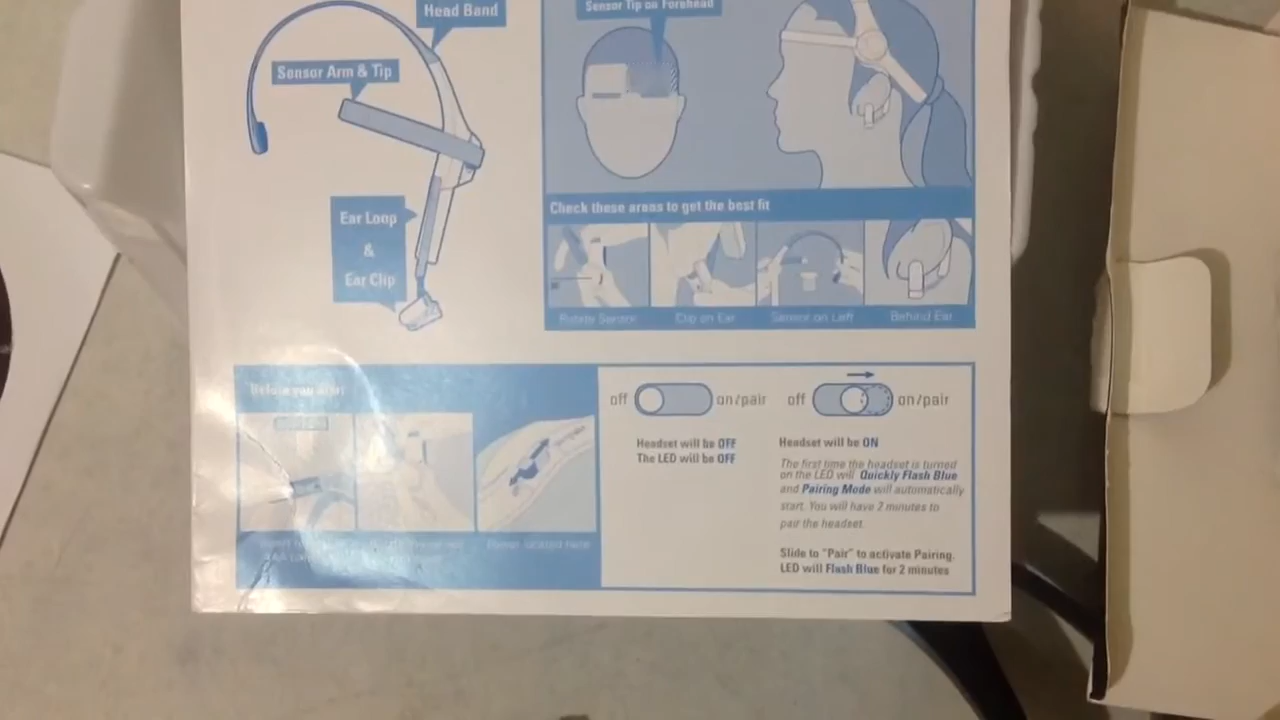 Head Band
Sensor Arm & Tip
Ear Loop
&
Ear Clip
Sensor Tip on Forehead
Check these areas to get the best fit
Rotate Sensor
Clip on Ear
Sensor on Left
Behind Ear
Before you start
off
on/pair
Headset will be OFF
The LED will be OFF
off
on/pair
Headset will be ON
The first time the headset is turned
on the LED will Quickly Flash Blue
and Pairing Mode will automatically
start. You will have 2 minutes to
pair the headset.
Slide to "Pair" to activate Pairing.
LED will Flash Blue for 2 minutes